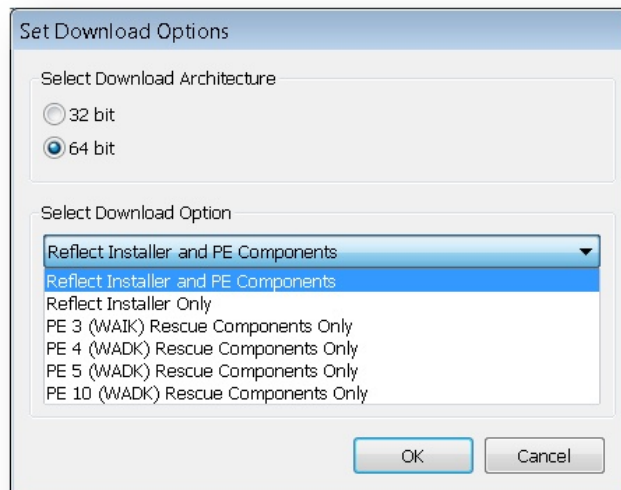 Set Download Options
Select Download Architecture
32 bit
64 bit
Select Download Option
Reflect Installer and PE Components
Reflect Installer and PE Components
Reflect Installer Only
PE 3 (WAIK) Rescue Components Only
PE 4 (WADK) Rescue Components Only
PE 5 (WADK) Rescue Components Only
PE 10 (WADK) Rescue Components Only
OK
Cancel